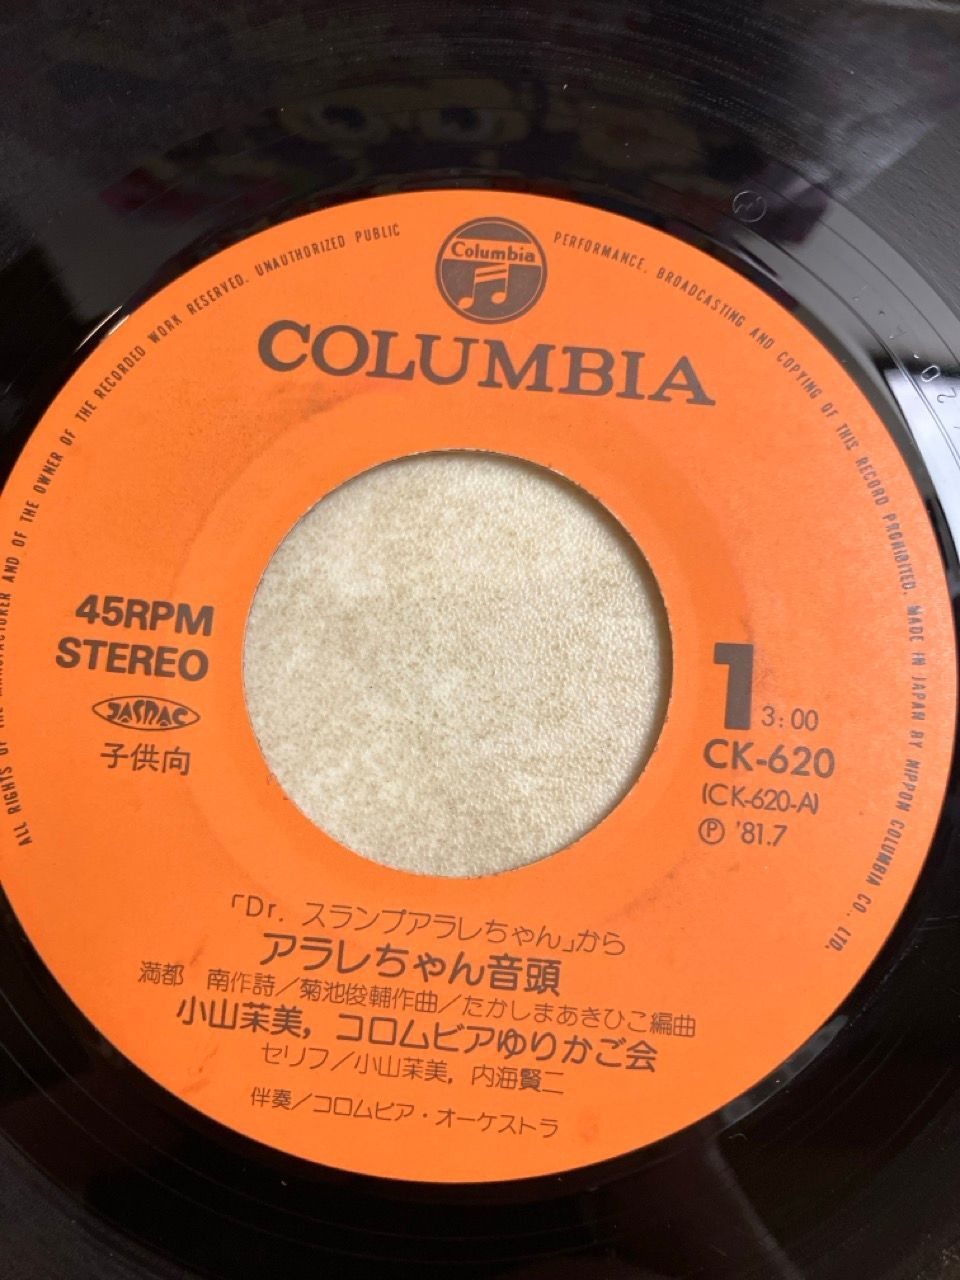 ALL RIGHTS OF THE MANUFACTURER AND OF THE OWNER OF THE RECORDED WORK RESERVED. UNAUTHORIZED PUBLIC PERFORMANCE. BROADCASTING AND COPYING OF THIS RECORD PROHIBITED. MADE IN JAPAN BY NIPPON COLUMBIA CO., LTD.
Columbia
COLUMBIA
45RPM
STEREO
JASRAC
子供向
1 3:00
CK-620
(CK-620-A)
Ⓟ '81.7
「Dr. スランプアラレちゃん」から
アラレちゃん音頭
満都 南作詩/菊池俊輔作曲/たかしまあきひこ編曲
小山茉美, コロムビアゆりかご会
セリフ/小山茉美, 内海賢二
伴奏/コロムビア・オーケストラ